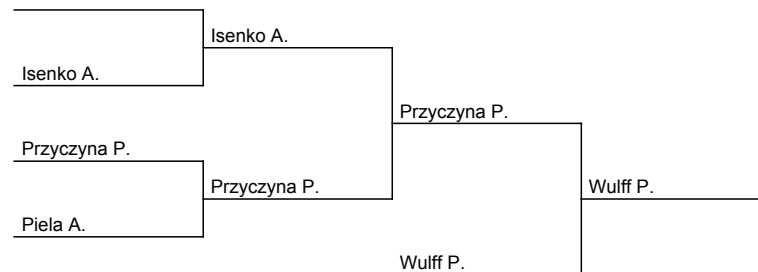 Isenko A.
Isenko A.
Przyczyna P.
Przyczyna P.
Przyczyna P.
Wulff P.
Piela A.
Wulff P.